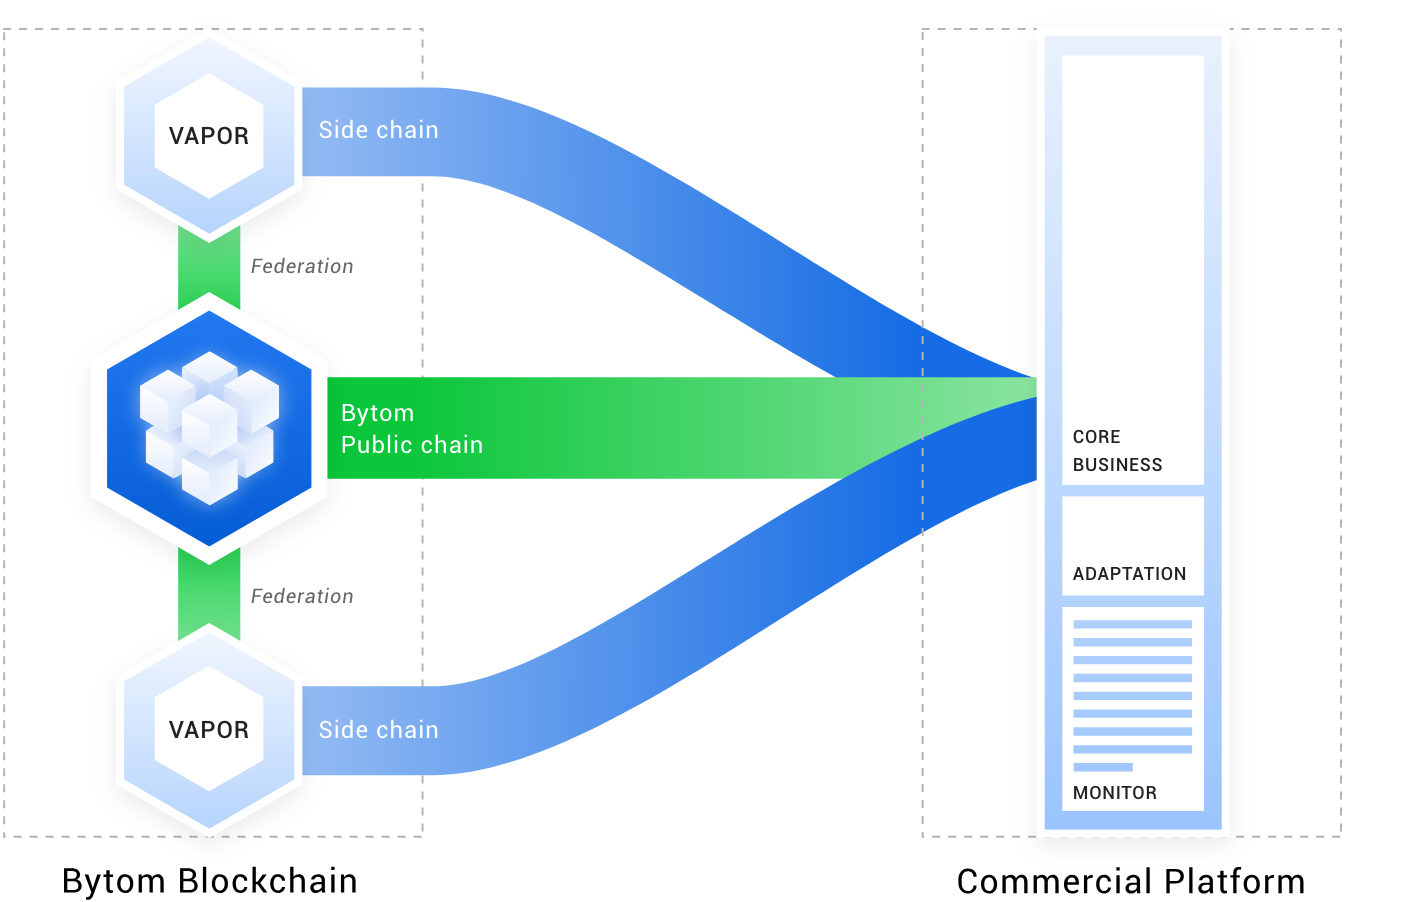 VAPOR
Side chain
Federation
Bytom
Public chain
Federation
VAPOR
Side chain
CORE
BUSINESS
ADAPTATION
MONITOR
Bytom Blockchain
Commercial Platform